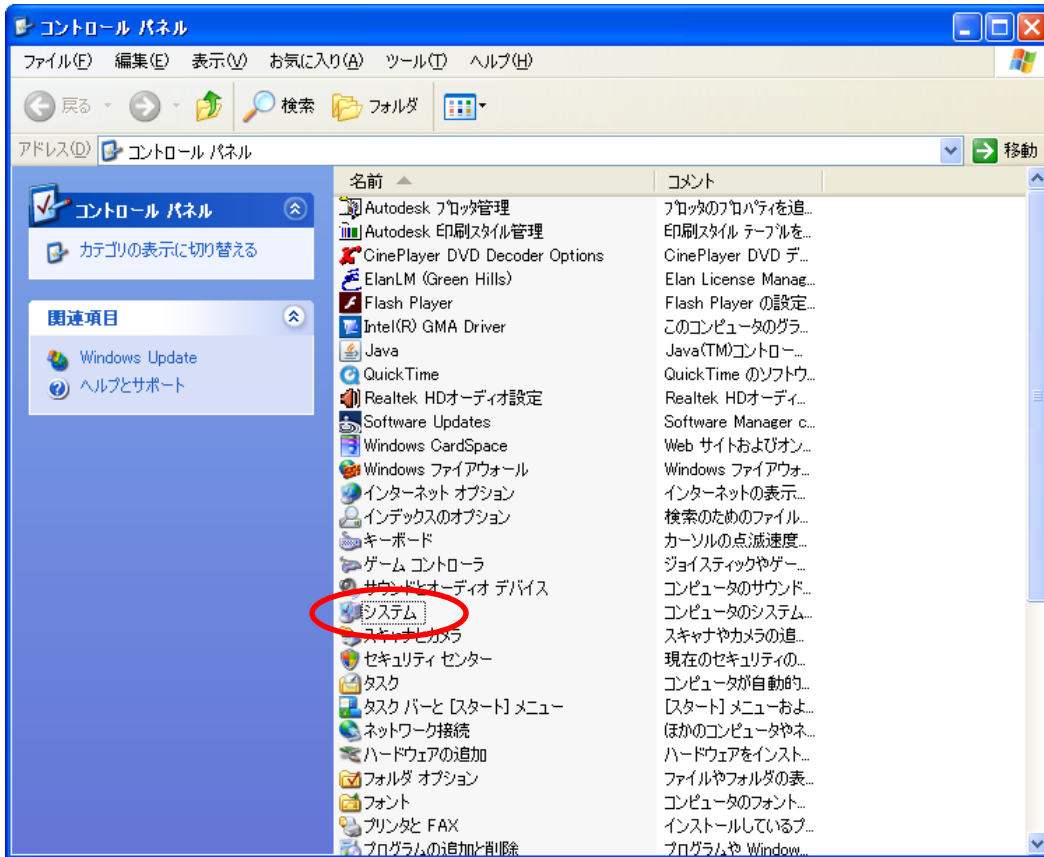 コントロール パネル
ファイル(F) 編集(E) 表示(V) お気に入り(A) ツール(T) ヘルプ(H)
戻る 検索 フォルダ
アドレス(D) コントロール パネル 移動
コントロール パネル
カテゴリの表示に切り替える
関連項目
Windows Update
ヘルプとサポート
名前 コメント
Autodesk プロッタ管理 プロッタのプロパティを追...
Autodesk 印刷スタイル管理 印刷スタイル テーブルを...
CinePlayer DVD Decoder Options CinePlayer DVD デ...
ElanLM (Green Hills) Elan License Manag...
Flash Player Flash Player の設定...
Intel(R) GMA Driver このコンピュータのグラ...
Java Java(TM)コントロー...
QuickTime QuickTime のソフトウ...
Realtek HDオーディオ設定 Realtek HDオーディ...
Software Updates Software Manager c...
Windows CardSpace Web サイトおよびオン...
Windows ファイアウォール Windows ファイアウォ...
インターネット オプション インターネットの表示...
インデックスのオプション 検索のためのファイル...
キーボード カーソルの点滅速度...
ゲーム コントローラ ジョイスティックやゲー...
サウンドとオーディオ デバイス コンピュータのサウンド...
システム コンピュータのシステム...
スキャナとカメラ スキャナやカメラの追...
セキュリティ センター 現在のセキュリティの...
タスク コンピュータが自動的...
タスク バーと [スタート] メニュー [スタート] メニューおよ...
ネットワーク接続 ほかのコンピュータやネ...
ハードウェアの追加 ハードウェアをインスト...
フォルダ オプション ファイルやフォルダの表...
フォント コンピュータのフォント...
プリンタと FAX インストールしているプ...
プログラムの追加と削除 プログラムや Window...